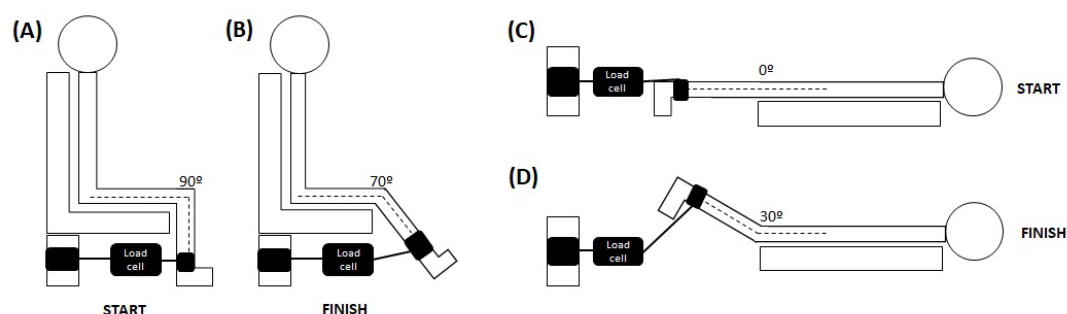 (A)
90º
Load
cell
START
(B)
70º
Load
cell
FINISH
(C)
0º
Load
cell
START
(D)
30º
Load
cell
FINISH